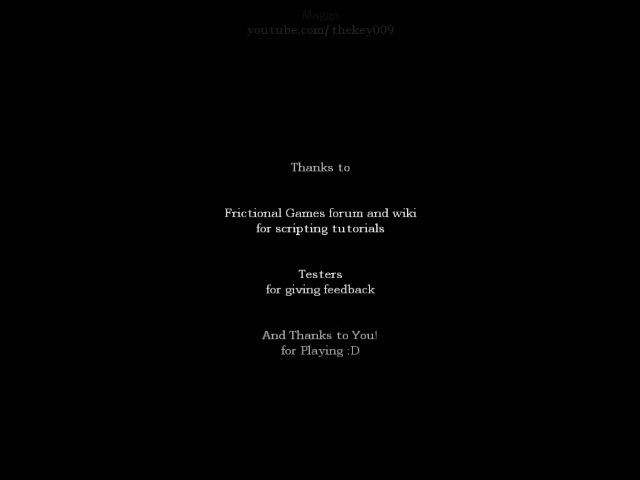 Magga
youtube.com/thekey009
Thanks to
Frictional Games forum and wiki
for scripting tutorials
Testers
for giving feedback
And Thanks to You!
for Playing :D